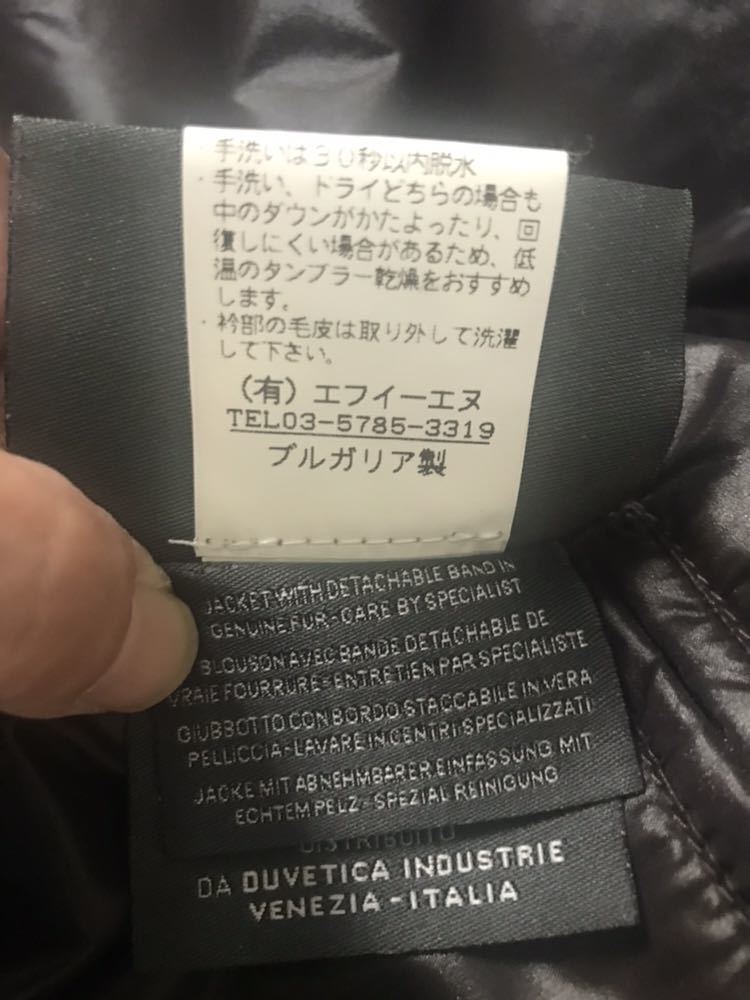 ・手洗いは30秒以内脱水
・手洗い、ドライどちらの場合も
中のダウンがかたよったり、回
復しにくい場合があるため、低
温のタンブラー乾燥をおすすめ
します。
・衿部の毛皮は取り外して洗濯
して下さい。
（有）エフイーエヌ
TEL03-5785-3319
ブルガリア製
JACKET WITH DETACHABLE BAND IN
GENUINE FUR-CARE BY SPECIALIST
BLOUSON AVEC BANDE DETACHABLE DE
VRAIE FOURRURE-ENTRETIEN PAR SPECIALISTE
GIUBBOTTO CON BORDO STACCABILE IN VERA
PELLICCIA-LAVARE IN CENTRI SPECIALIZZATI
JACKE MIT ABNEHMBARER EINFASSUNG MIT
ECHTEM PELZ-SPEZIAL REINIGUNG
DISTRIBUITO
DA DUVETICA INDUSTRIE
VENEZIA-ITALIA